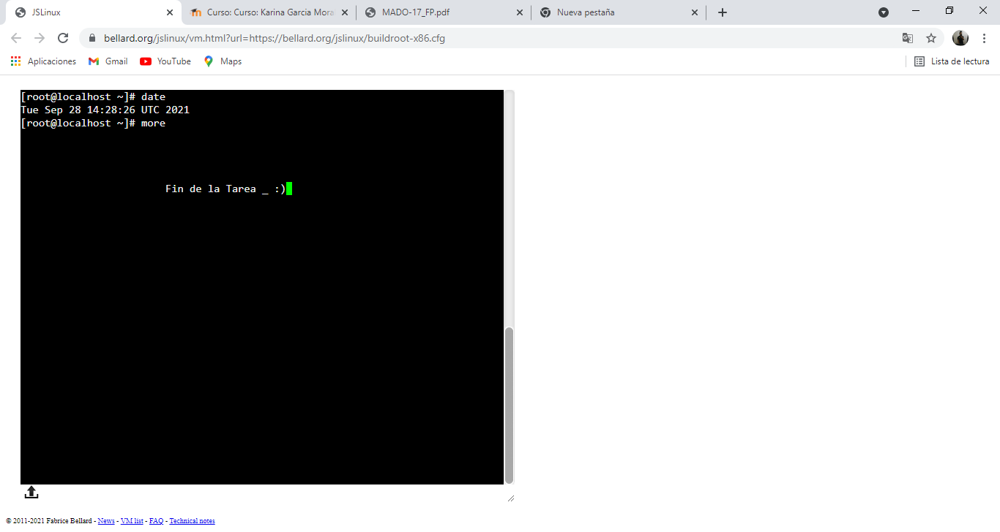 JSLinux
Curso: Curso: Karina Garcia Mora
MADO-17_FP.pdf
Nueva pestaña
bellard.org/jslinux/vm.html?url=https://bellard.org/jslinux/buildroot-x86.cfg
Aplicaciones Gmail YouTube Maps Lista de lectura
[root@localhost ~]# date
Tue Sep 28 14:28:26 UTC 2021
[root@localhost ~]# more
Fin de la Tarea _ :)
© 2011-2021 Fabrice Bellard - News - VM list - FAQ - Technical notes